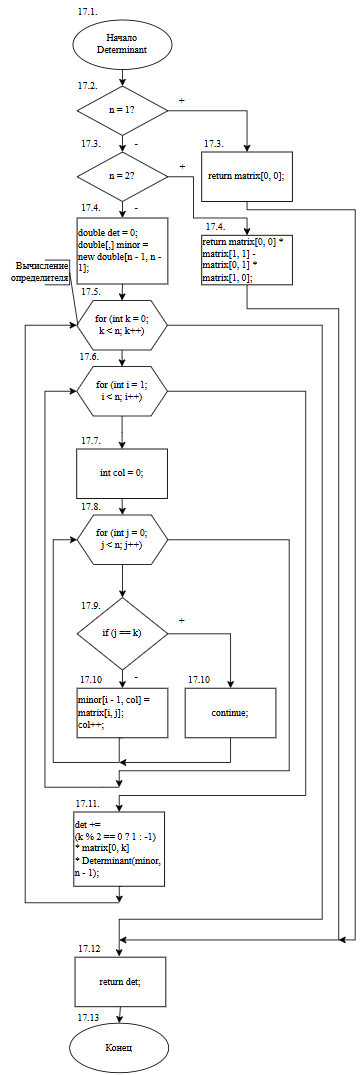 17.1.
Начало
Determinant
17.2.
n = 1?
+
17.3.
-
17.3.
n = 2?
+
return matrix[0, 0];
17.4.
-
17.4.
double det = 0;
double[,] minor =
new double[n - 1, n -
1];
return matrix[0, 0] *
matrix[1, 1] -
matrix[0, 1] *
matrix[1, 0];
Вычисление
определителя
17.5.
for (int k = 0;
k < n; k++)
17.6.
for (int i = 1;
i < n; i++)
17.7.
int col = 0;
17.8.
for (int j = 0;
j < n; j++)
17.9.
if (j == k)
+
17.10
-
17.10
minor[i - 1, col] =
matrix[i, j];
col++;
continue;
17.11.
det +=
(k % 2 == 0 ? 1 : -1)
* matrix[0, k]
* Determinant(minor,
n - 1);
17.12
return det;
17.13
Конец